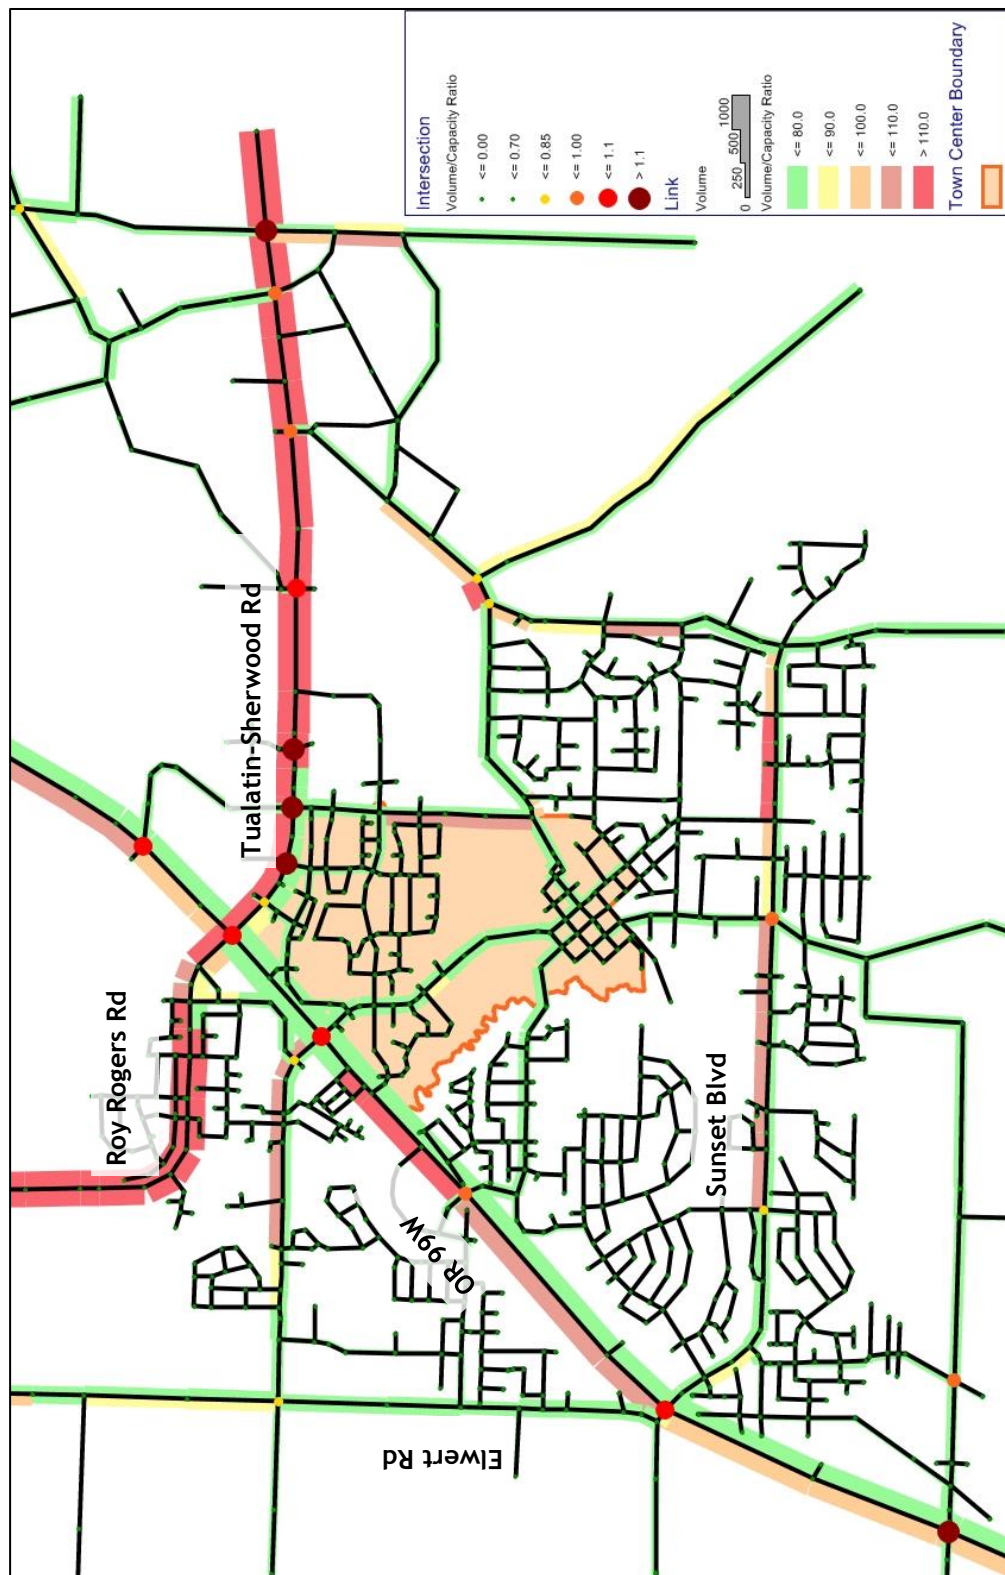 Tualatin-Sherwood Rd
Roy Rogers Rd
OR 99W
Sunset Blvd
Elwert Rd
Intersection
Volume/Capacity Ratio
<= 0.00
<= 0.70
<= 0.85
<= 1.00
<= 1.1
> 1.1
Link
Volume
0 250 500 1000
Volume/Capacity Ratio
<= 80.0
<= 90.0
<= 100.0
<= 110.0
> 110.0
Town Center Boundary